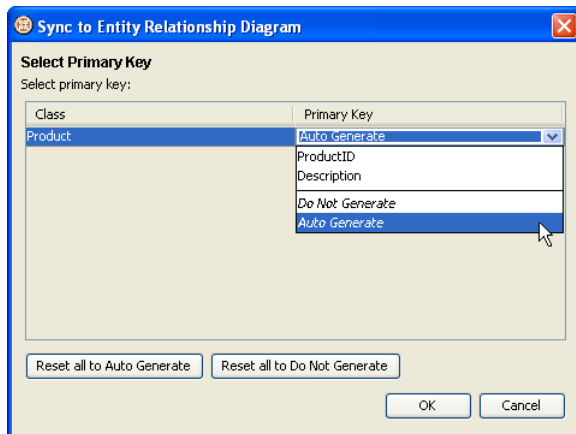 Sync to Entity Relationship Diagram
Select Primary Key
Select primary key:
Class Primary Key
Product Auto Generate
ProductID
Description
Do Not Generate
Auto Generate
Reset all to Auto Generate Reset all to Do Not Generate
OK Cancel